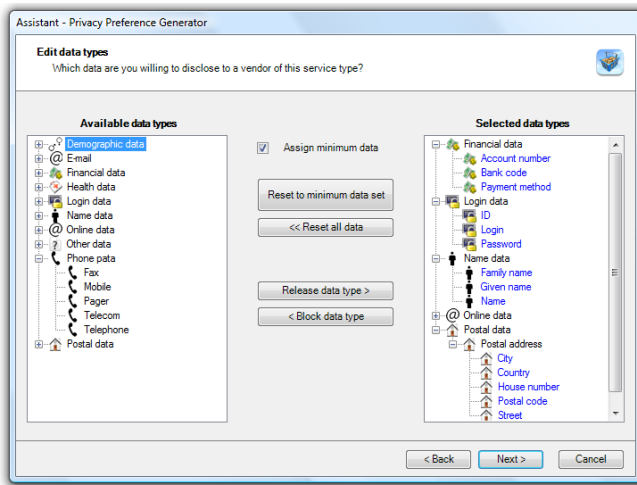 Assistant - Privacy Preference Generator
Edit data types
Which data are you willing to disclose to a vendor of this service type?
Available data types
Demographic data
E-mail
Financial data
Health data
Login data
Name data
Online data
Other data
Phone pata
Fax
Mobile
Pager
Telecom
Telephone
Postal data
Assign minimum data
Reset to minimum data set
<< Reset all data
Release data type >
< Block data type
Selected data types
Financial data
Account number
Bank code
Payment method
Login data
ID
Login
Password
Name data
Family name
Given name
Name
Online data
Postal data
Postal address
City
Country
House number
Postal code
Street
< Back
Next >
Cancel